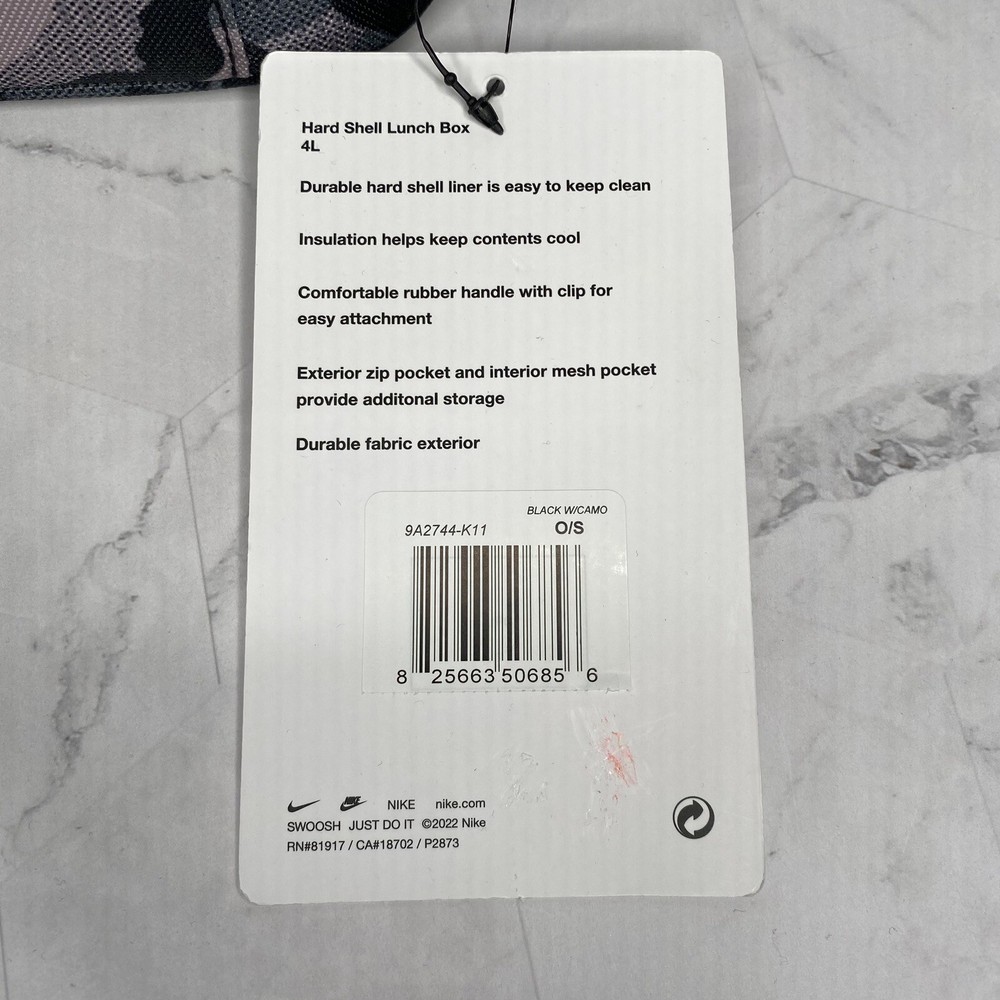 Hard Shell Lunch Box
4L
Durable hard shell liner is easy to keep clean
Insulation helps keep contents cool
Comfortable rubber handle with clip for
easy attachment
Exterior zip pocket and interior mesh pocket
provide additonal storage
Durable fabric exterior
BLACK W/CAMO
9A2744-K11 O/S
8 25663 50685 6
NIKE NIKE nike.com
SWOOSH JUST DO IT ©2022 Nike
RN#81917 / CA#18702 / P2873